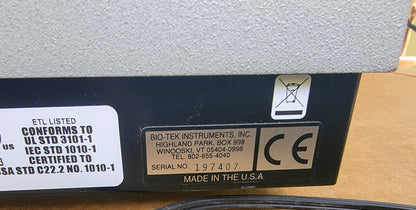 ETL LISTED
CONFORMS TO
UL STD 3101-1
IEC STD 1010-1
CERTIFIED TO
SA STD C22.2 NO. 1010-1
us
BIO-TEK INSTRUMENTS, INC.
HIGHLAND PARK, BOX 998
WINOOSKI, VT 05404-0998
TEL. 802-655-4040
SERIAL NO. 197407
MADE IN THE U.S.A.
CE